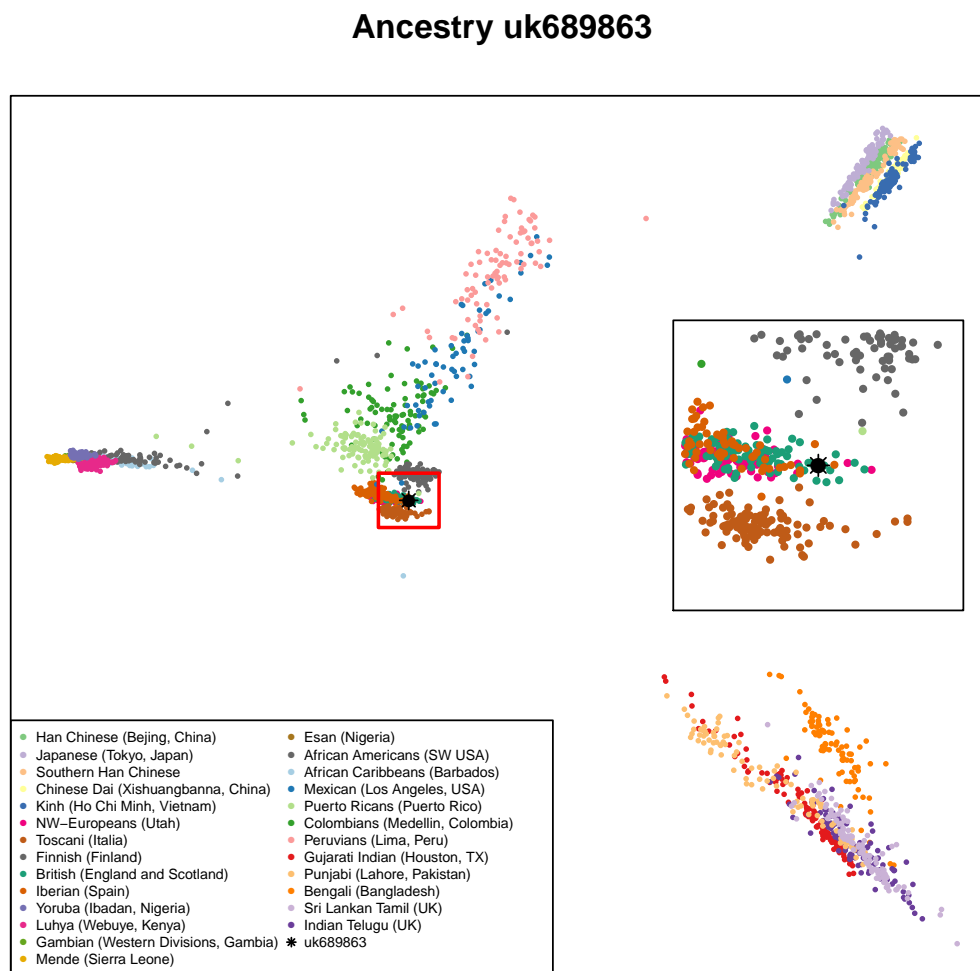 Ancestry uk689863
Han Chinese (Bejing, China)
Japanese (Tokyo, Japan)
Southern Han Chinese
Chinese Dai (Xishuangbanna, China)
Kinh (Ho Chi Minh, Vietnam)
NW−Europeans (Utah)
Toscani (Italia)
Finnish (Finland)
British (England and Scotland)
Iberian (Spain)
Yoruba (Ibadan, Nigeria)
Luhya (Webuye, Kenya)
Gambian (Western Divisions, Gambia)
Mende (Sierra Leone)
Esan (Nigeria)
African Americans (SW USA)
African Caribbeans (Barbados)
Mexican (Los Angeles, USA)
Puerto Ricans (Puerto Rico)
Colombians (Medellin, Colombia)
Peruvians (Lima, Peru)
Gujarati Indian (Houston, TX)
Punjabi (Lahore, Pakistan)
Bengali (Bangladesh)
Sri Lankan Tamil (UK)
Indian Telugu (UK)
uk689863